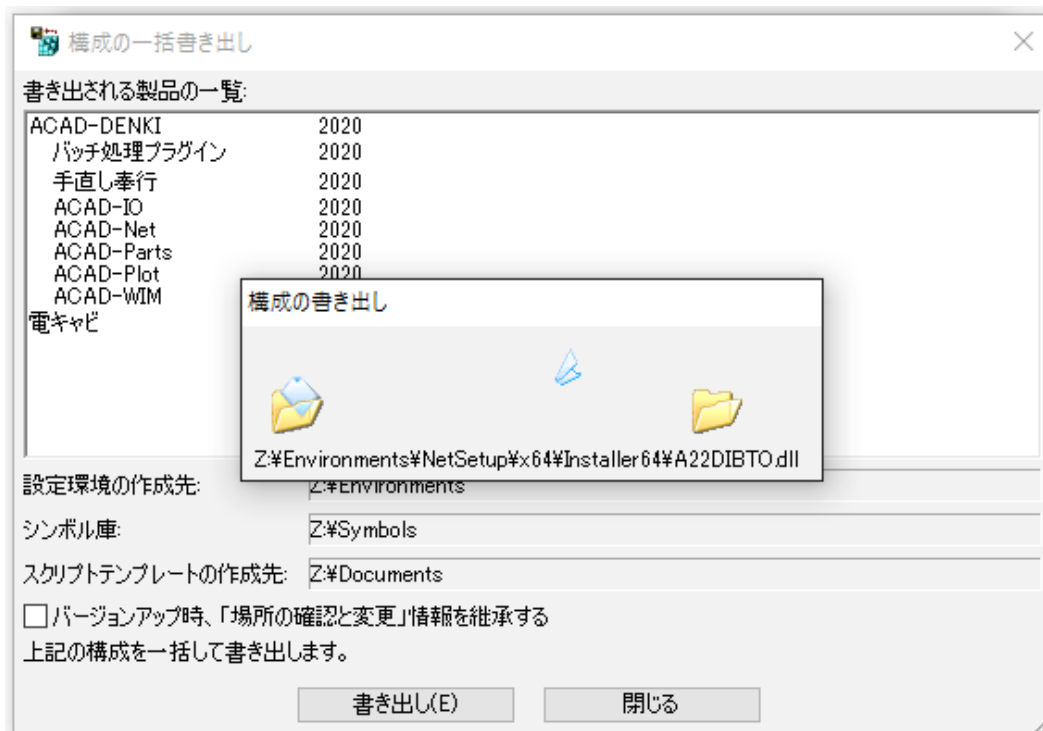 構成の一括書き出し
書き出される製品の一覧:
ACAD-DENKI 2020
バッチ処理プラグイン 2020
手直し奉行 2020
ACAD-IO 2020
ACAD-Net 2020
ACAD-Parts 2020
ACAD-Plot 2020
ACAD-WIM
電キャビ
構成の書き出し
Z:¥Environments¥NetSetup¥x64¥Installer64¥A22DIBTO.dll
設定環境の作成先: Z:¥Environments
シンボル庫: Z:¥Symbols
スクリプトテンプレートの作成先: Z:¥Documents
バージョンアップ時、「場所の確認と変更」情報を継承する
上記の構成を一括して書き出します。
書き出し(E) 閉じる